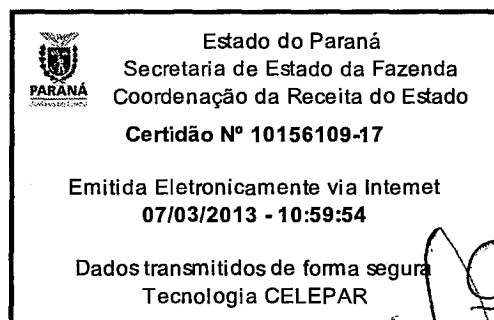 Estado do Paraná
Secretaria de Estado da Fazenda
PARANÁ
Coordenação da Receita do Estado
Certidão Nº 10156109-17
Emitida Eletronicamente via Internet
07/03/2013 - 10:59:54
Dados transmitidos de forma segura
Tecnologia CELEPAR